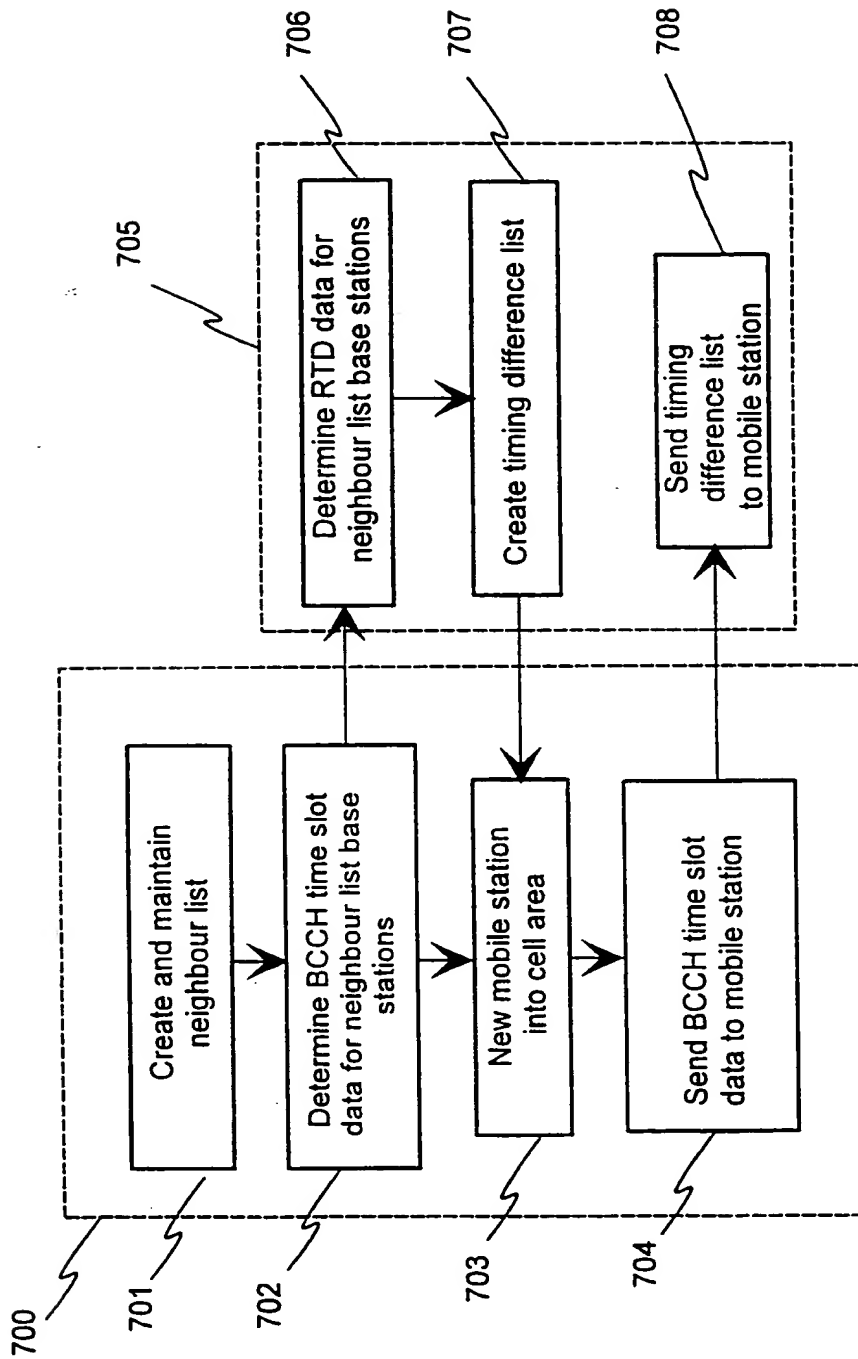 700
701
Create and maintain
neighbour list
702
Determine BCCH time slot
data for neighbour list base
stations
703
New mobile station
into cell area
704
Send BCCH time slot
data to mobile station
705
706
Determine RTD data for
neighbour list base stations
707
Create timing difference list
708
Send timing
difference list
to mobile station